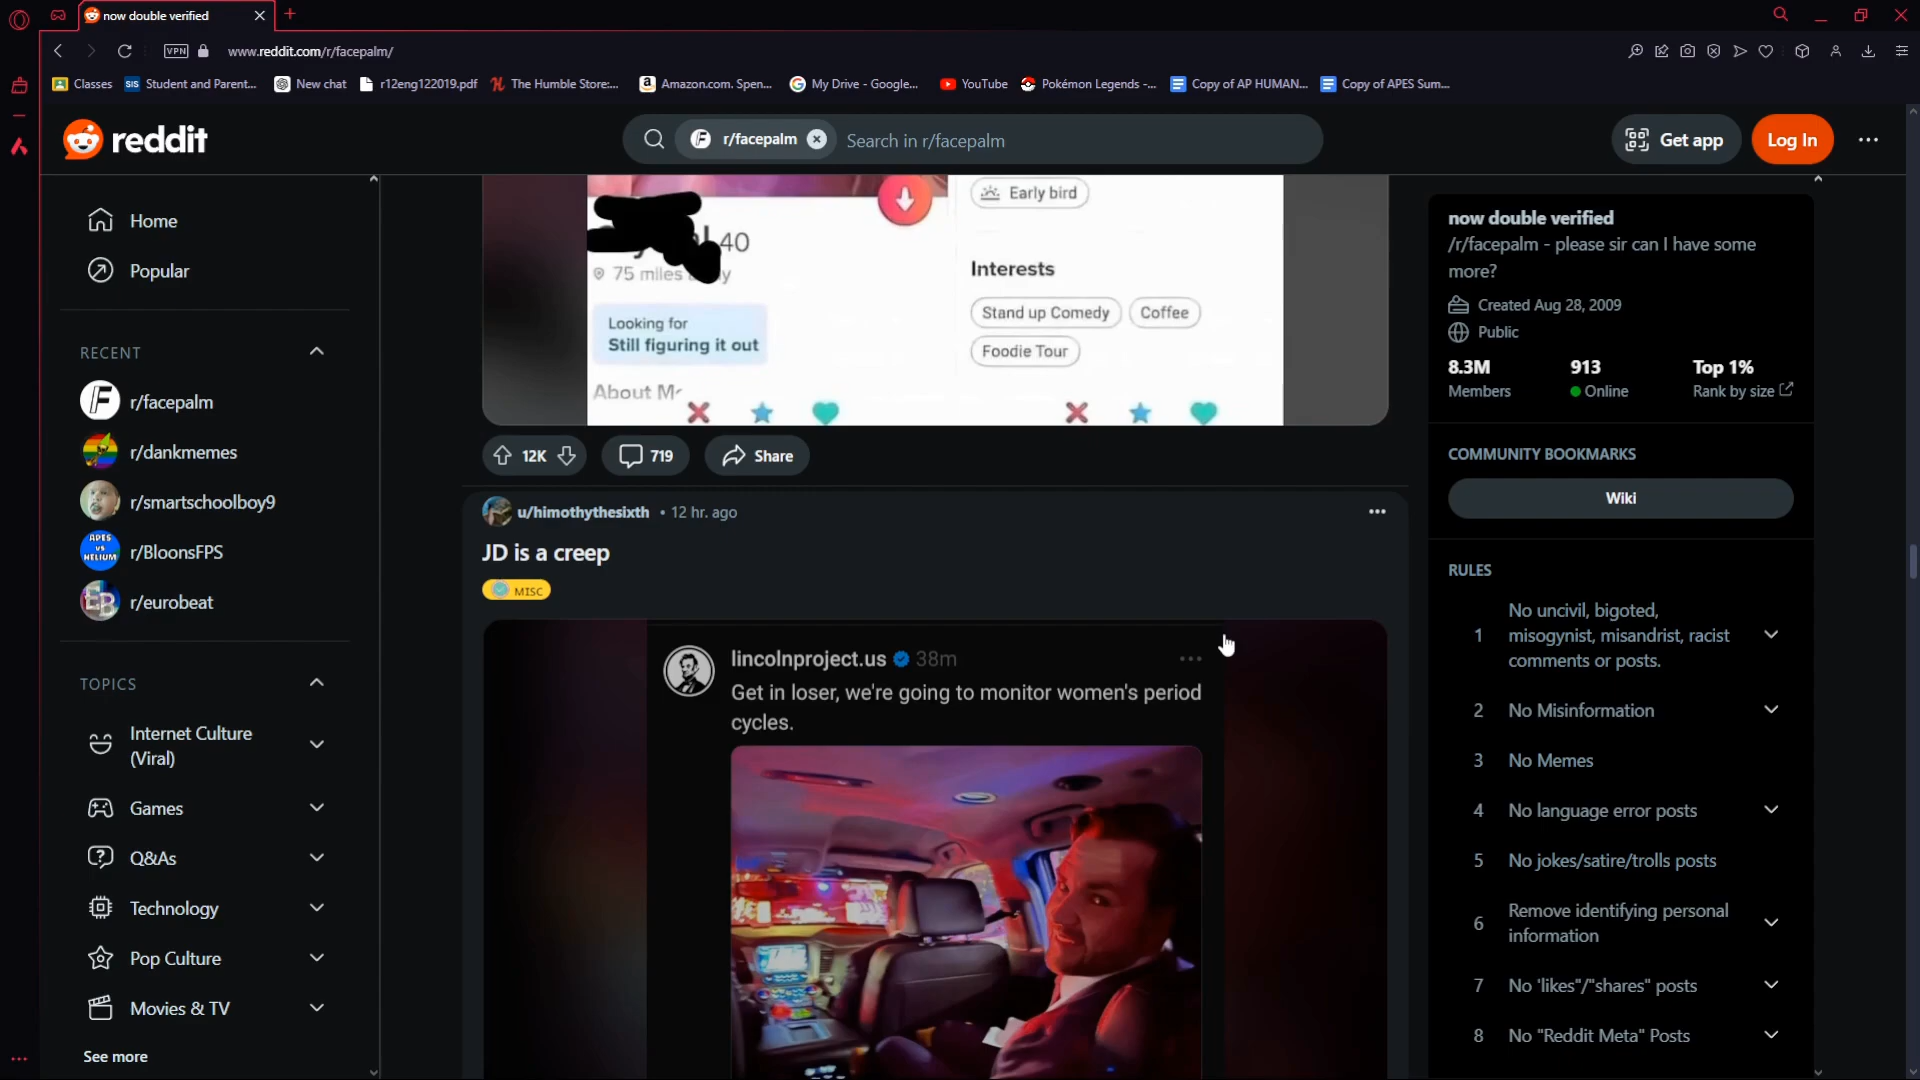 now double verified
VPN
www.reddit.com/r/facepalm/
Classes
SIS
Student and Parent...
New chat
r12eng122019.pdf
The Humble Store:...
Amazon.com. Spen...
My Drive - Google...
YouTube
Pokémon Legends -...
Copy of AP HUMAN...
Copy of APES Sum...
reddit
r/facepalm
Search in r/facepalm
Get app
Log In
Home
Popular
RECENT
r/facepalm
r/dankmemes
r/smartschoolboy9
APES
VS
HELIUM
r/BloonsFPS
EB
r/eurobeat
TOPICS
Internet Culture
(Viral)
Games
Q&As
Technology
Pop Culture
Movies & TV
See more
40
75 miles
Looking for
Still figuring it out
About Me
Early bird
Interests
Stand up Comedy
Coffee
Foodie Tour
12K
719
Share
u/himothythesixth • 12 hr. ago
JD is a creep
MISC
lincolnproject.us 38m
Get in loser, we're going to monitor women's period
cycles.
now double verified
/r/facepalm - please sir can I have some
more?
Created Aug 28, 2009
Public
8.3M
Members
913
Online
Top 1%
Rank by size
COMMUNITY BOOKMARKS
Wiki
RULES
1
No uncivil, bigoted,
misogynist, misandrist, racist
comments or posts.
2 No Misinformation
3 No Memes
4 No language error posts
5 No jokes/satire/trolls posts
6
Remove identifying personal
information
7 No 'likes"/"shares" posts
8 No "Reddit Meta" Posts